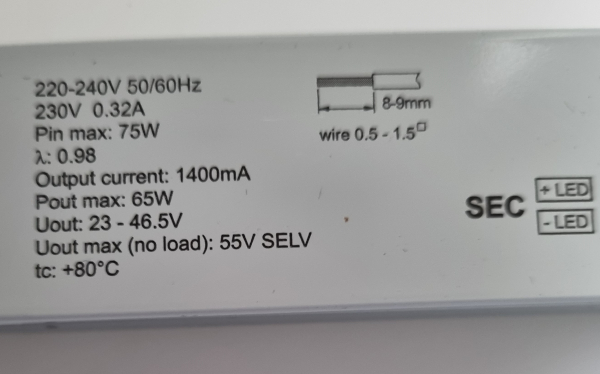 220-240V 50/60Hz
230V 0.32A
Pin max: 75W
λ: 0.98
Output current: 1400mA
Pout max: 65W
Uout: 23 - 46.5V
Uout max (no load): 55V SELV
tc: +80°C
8-9mm
wire 0.5 - 1.5□
SEC
+ LED
- LED